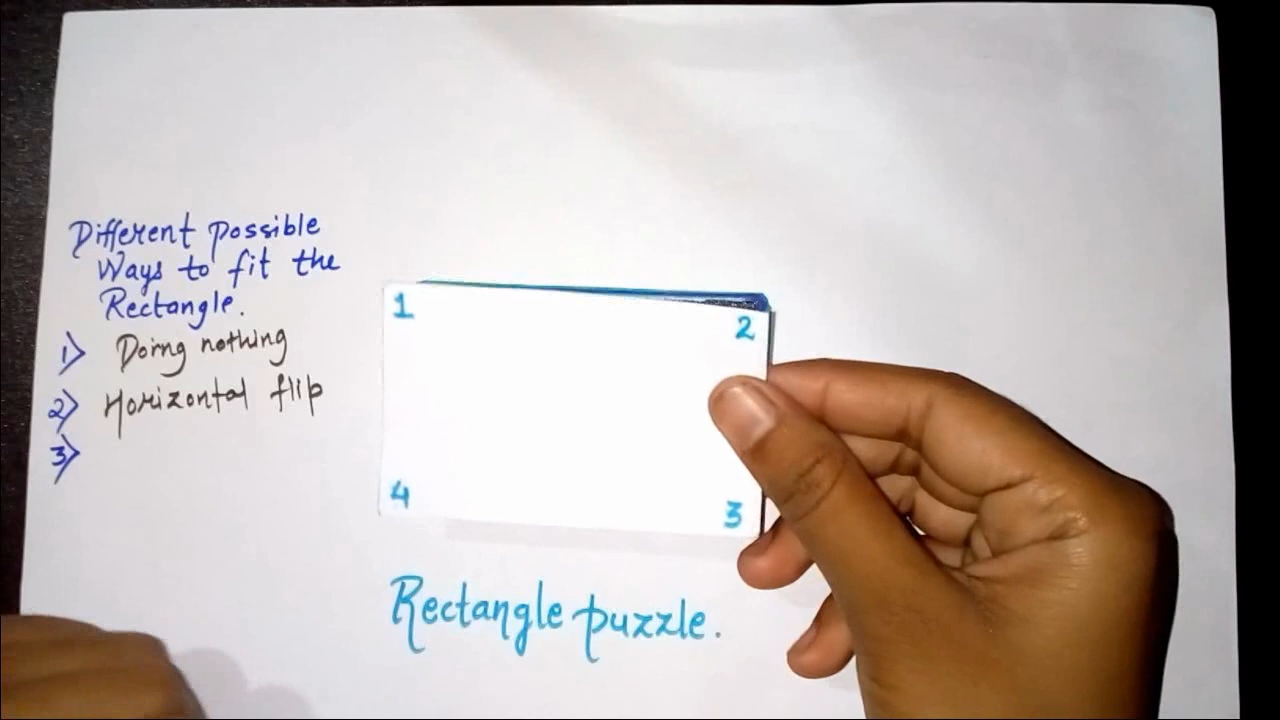 Different possible
Ways to fit the
Rectangle.
1) Doing nothing
2) Horizontal flip
3)
1 2
4 3
Rectangle puzzle.